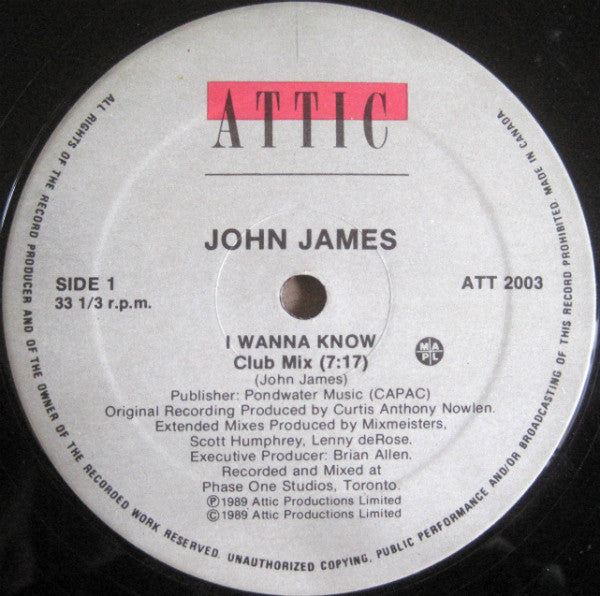 ATTIC
JOHN JAMES
SIDE 1
33 1/3 r.p.m.
ATT 2003
I WANNA KNOW
Club Mix (7:17)
(John James)
MAPL
Publisher: Pondwater Music (CAPAC)
Original Recording Produced by Curtis Anthony Nowlen.
Extended Mixes Produced by Mixmeisters,
Scott Humphrey, Lenny deRose.
Executive Producer: Brian Allen.
Recorded and Mixed at
Phase One Studios, Toronto.
Ⓟ1989 Attic Productions Limited
©1989 Attic Productions Limited
ALL RIGHTS OF THE RECORD PRODUCER AND OF THE OWNER OF THE RECORDED WORK RESERVED. UNAUTHORIZED COPYING, PUBLIC PERFORMANCE AND/OR BROADCASTING OF THIS RECORD PROHIBITED. MADE IN CANADA.